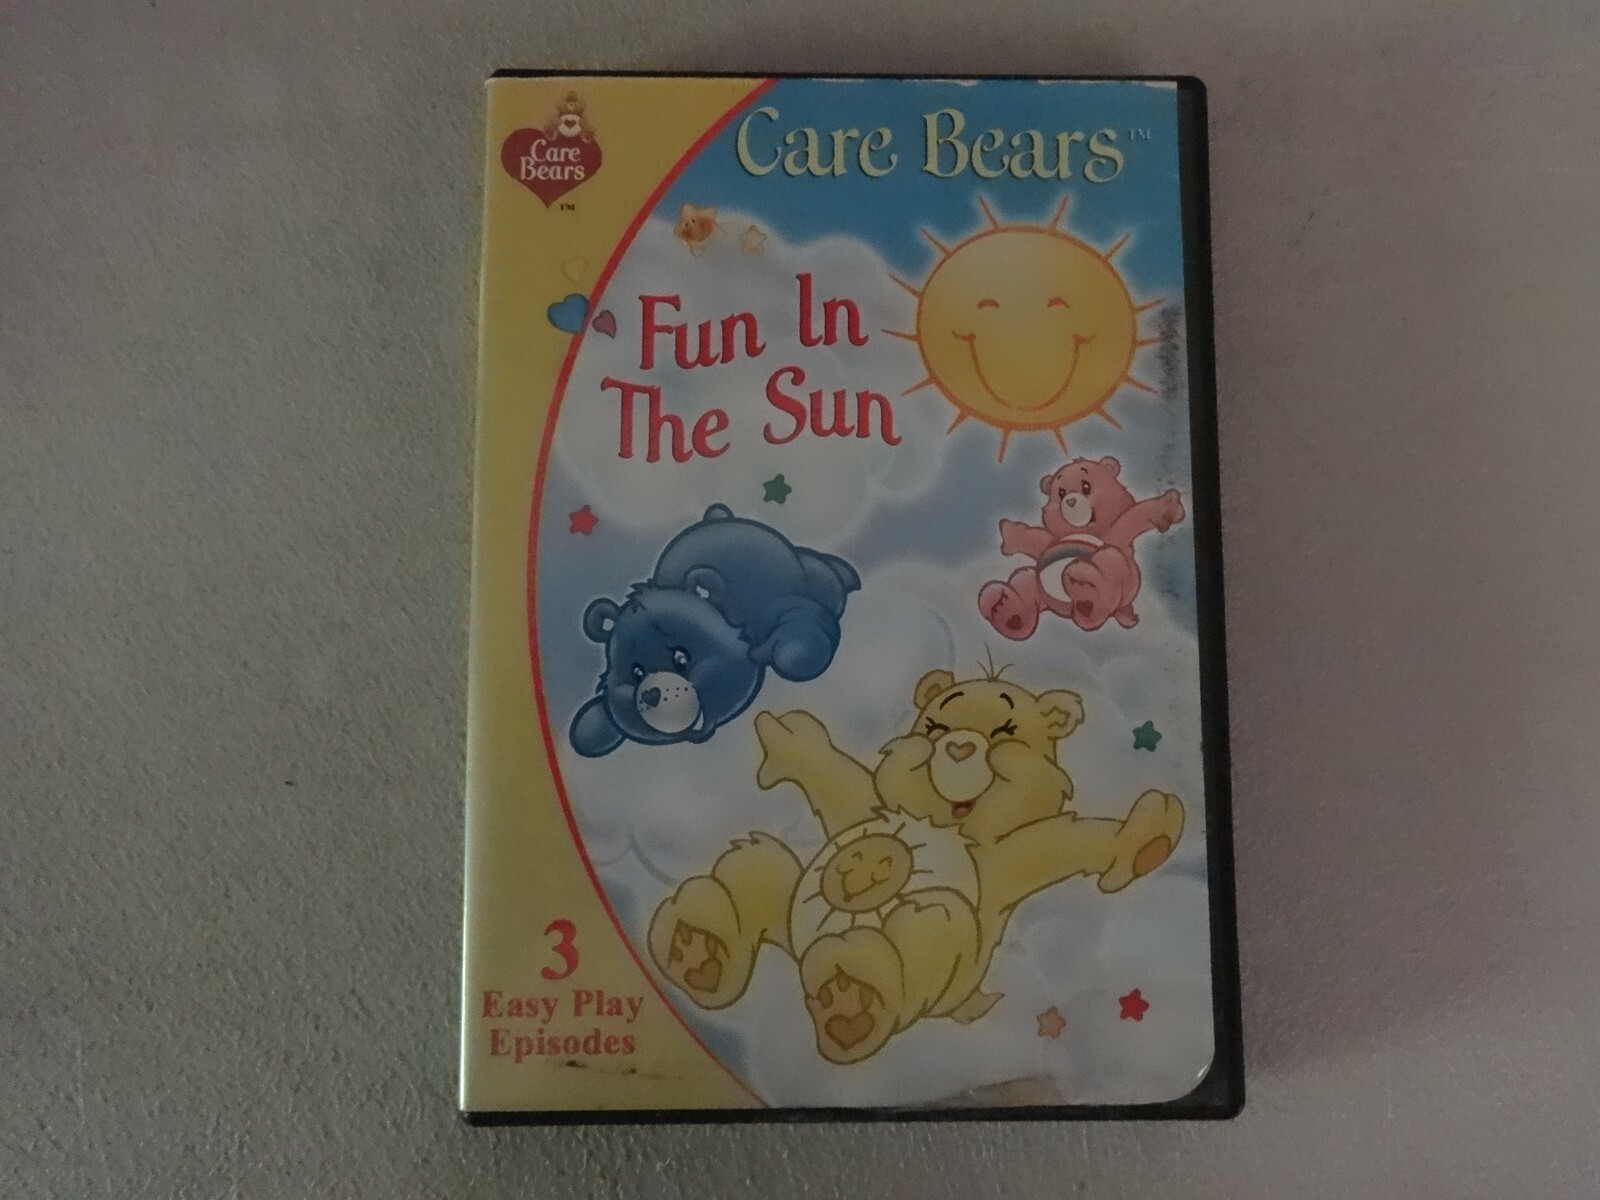 Care
Bears
™
Care Bears™
Fun In
The Sun
3
Easy Play
Episodes